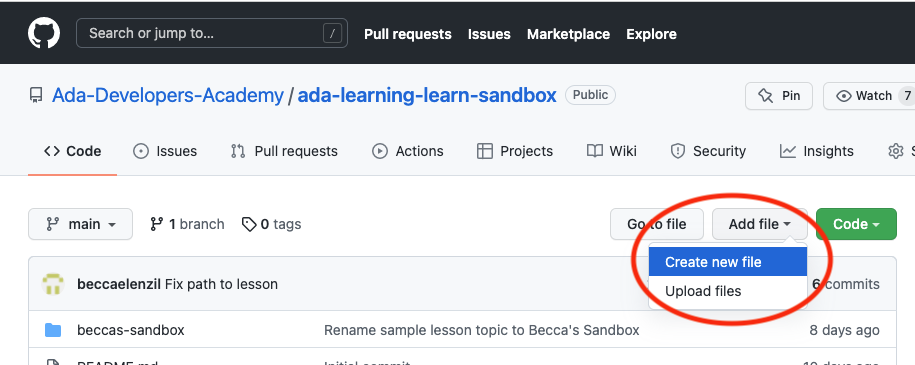 Search or jump to... / Pull requests Issues Marketplace Explore
Ada-Developers-Academy / ada-learning-learn-sandbox Public Pin Watch 7
Code Issues Pull requests Actions Projects Wiki Security Insights
main 1 branch 0 tags Go to file Add file Code
Create new file
Upload files
beccaelenzil Fix path to lesson 6 commits
beccas-sandbox Rename sample lesson topic to Becca's Sandbox 8 days ago
README.md Initial commit